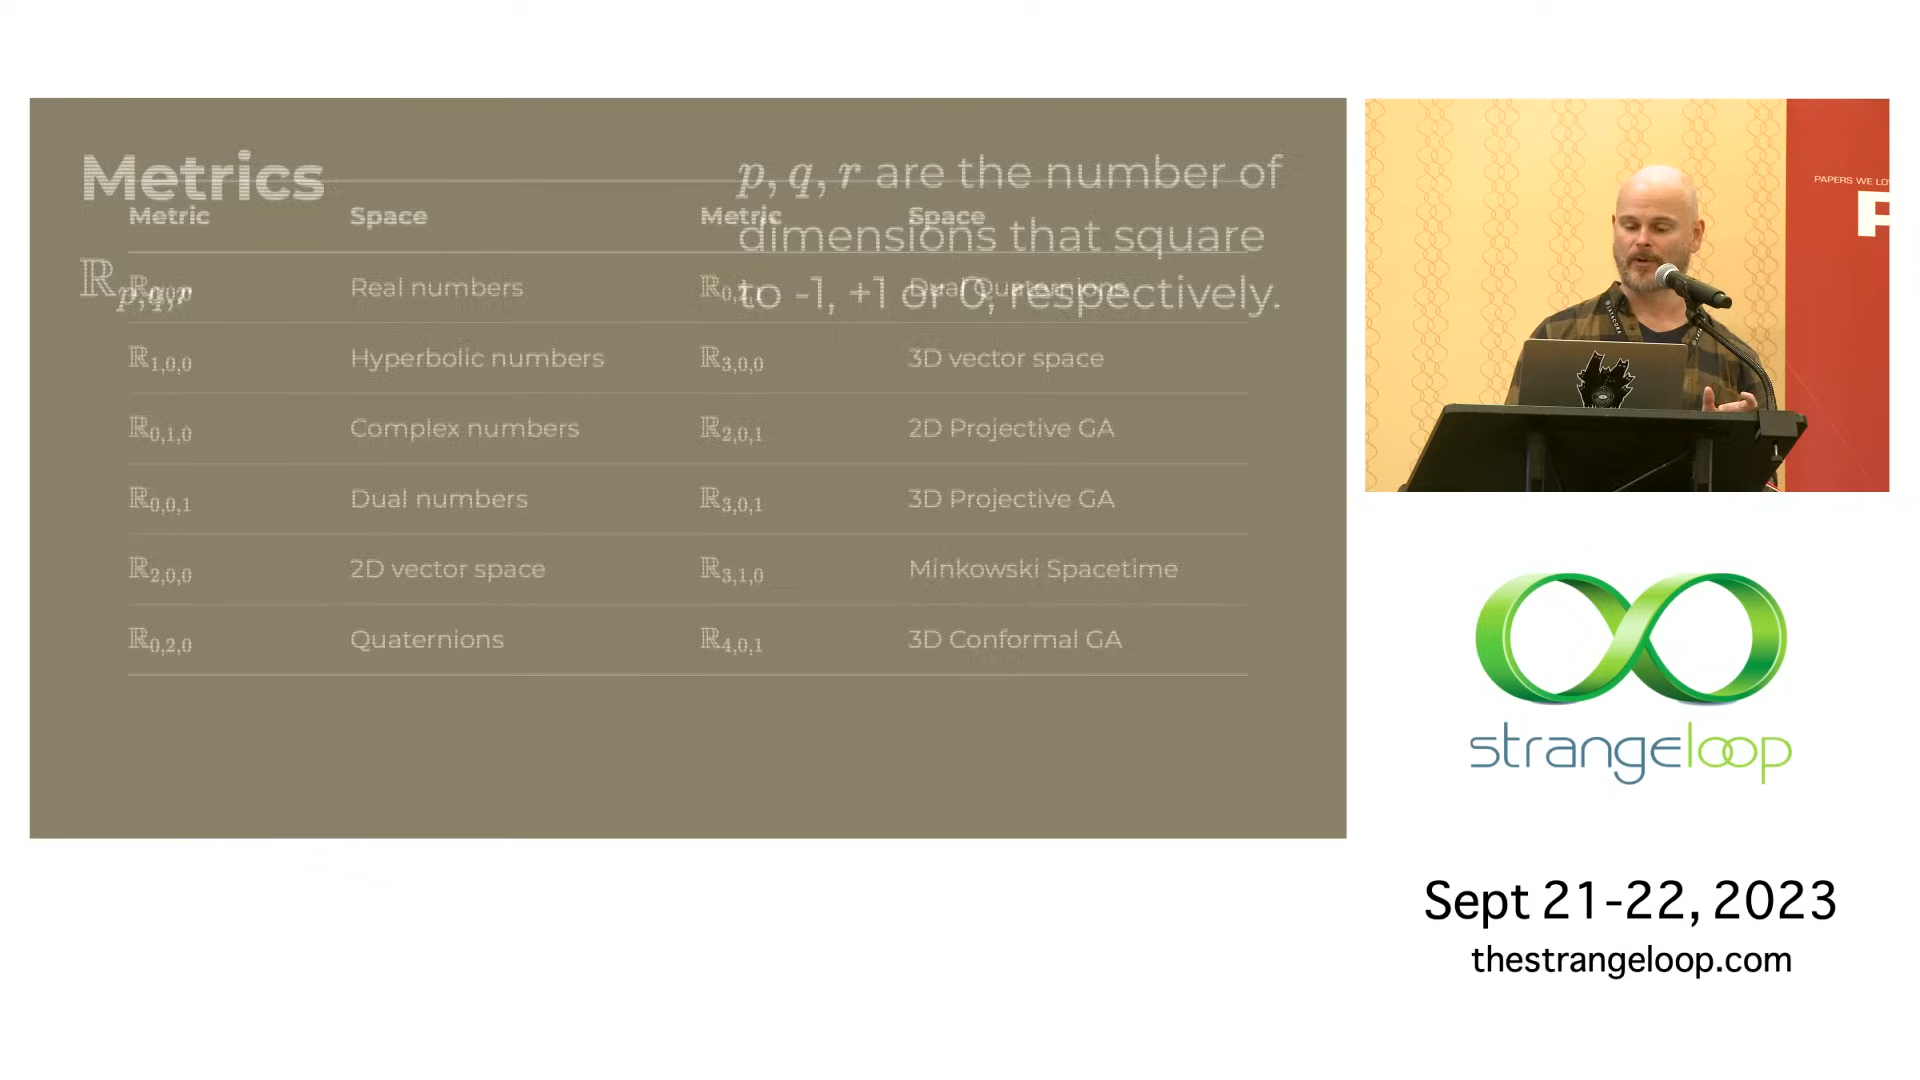 Metrics
p, q, r are the number of
dimensions that square
to -1, +1 or 0, respectively.
ℝp,q,r
Metric Space Metric Space
Real numbers Dual Quaternions
ℝ1,0,0 Hyperbolic numbers ℝ3,0,0 3D vector space
ℝ0,1,0 Complex numbers ℝ2,0,1 2D Projective GA
ℝ0,0,1 Dual numbers ℝ3,0,1 3D Projective GA
ℝ2,0,0 2D vector space ℝ3,1,0 Minkowski Spacetime
ℝ0,2,0 Quaternions ℝ4,0,1 3D Conformal GA
PAPERS WE LO
strangeloop
Sept 21-22, 2023
thestrangeloop.com